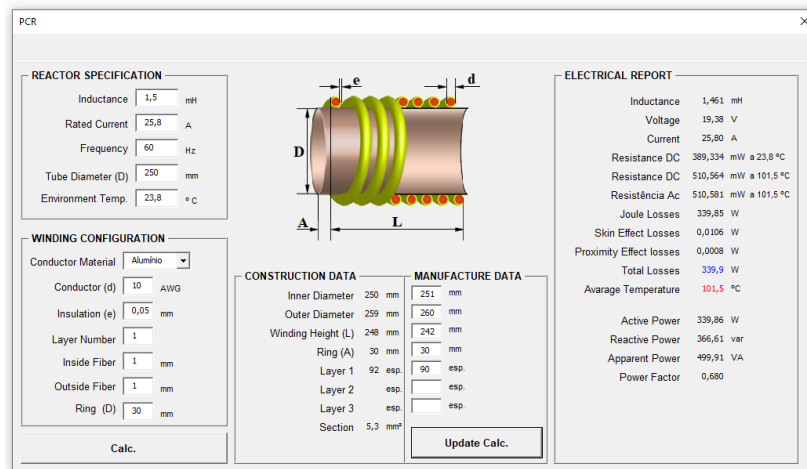 PCR
REACTOR SPECIFICATION
Inductance 1,5 mH
Rated Current 25,8 A
Frequency 60 Hz
Tube Diameter (D) 250 mm
Environment Temp. 23,8 º C
WINDING CONFIGURATION
Conductor Material Alumínio
Conductor (d) 10 AWG
Insulation (e) 0,05 mm
Layer Number 1
Inside Fiber 1 mm
Outside Fiber 1 mm
Ring (D) 30 mm
Calc.
e d
D
A L
CONSTRUCTION DATA
Inner Diameter 250 mm
Outer Diameter 259 mm
Winding Height (L) 248 mm
Ring (A) 30 mm
Layer 1 92 esp.
Layer 2 esp.
Layer 3 esp.
Section 5,3 mm²
MANUFACTURE DATA
251 mm
260 mm
242 mm
30 mm
90 esp.
esp.
esp.
Update Calc.
ELECTRICAL REPORT
Inductance 1,461 mH
Voltage 19,38 V
Current 25,80 A
Resistance DC 389,334 mW a 23,8 ºC
Resistance DC 510,564 mW a 101,5 ºC
Resistência Ac 510,581 mW a 101,5 ºC
Joule Losses 339,85 W
Skin Effect Losses 0,0106 W
Proximity Effect losses 0,0008 W
Total Losses 339,9 W
Avarage Temperature 101,5 ºC
Active Power 339,86 W
Reactive Power 366,61 var
Apparent Power 499,91 VA
Power Factor 0,680